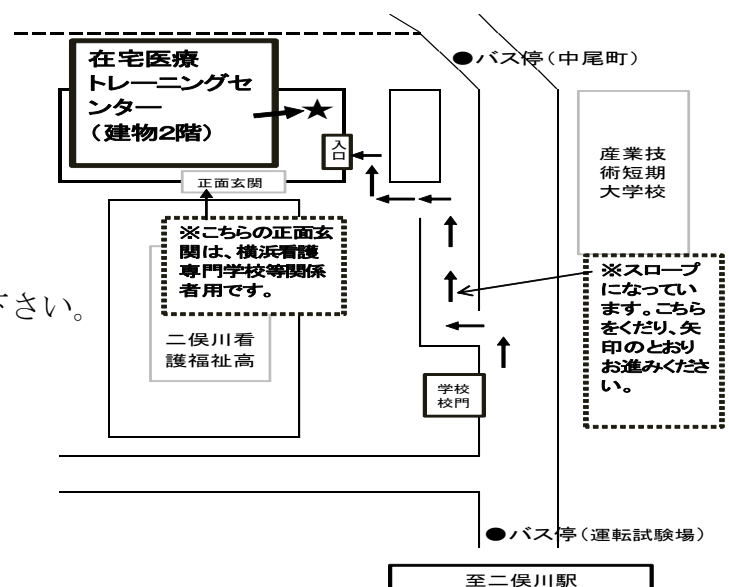 在宅医療
トレーニングセ
ンター
（建物2階）
★
●バス停（中尾町）
入
口
産業技
術短期
大学校
正面玄関
※こちらの正面玄
関は、横浜看護
専門学校等関係
者用です。
※スロープ
になってい
ます。こちら
をくだり、矢
印のとおり
お進みくださ
い。
下さい。
二俣川看
護福祉高
学校
校門
●バス停（運転試験場）
至二俣川駅